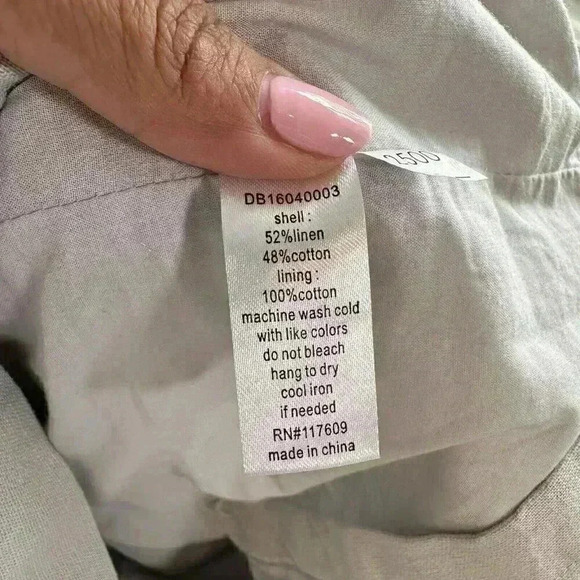 2500
DB16040003
shell :
52%linen
48%cotton
lining :
100%cotton
machine wash cold
with like colors
do not bleach
hang to dry
cool iron
if needed
RN#117609
made in china